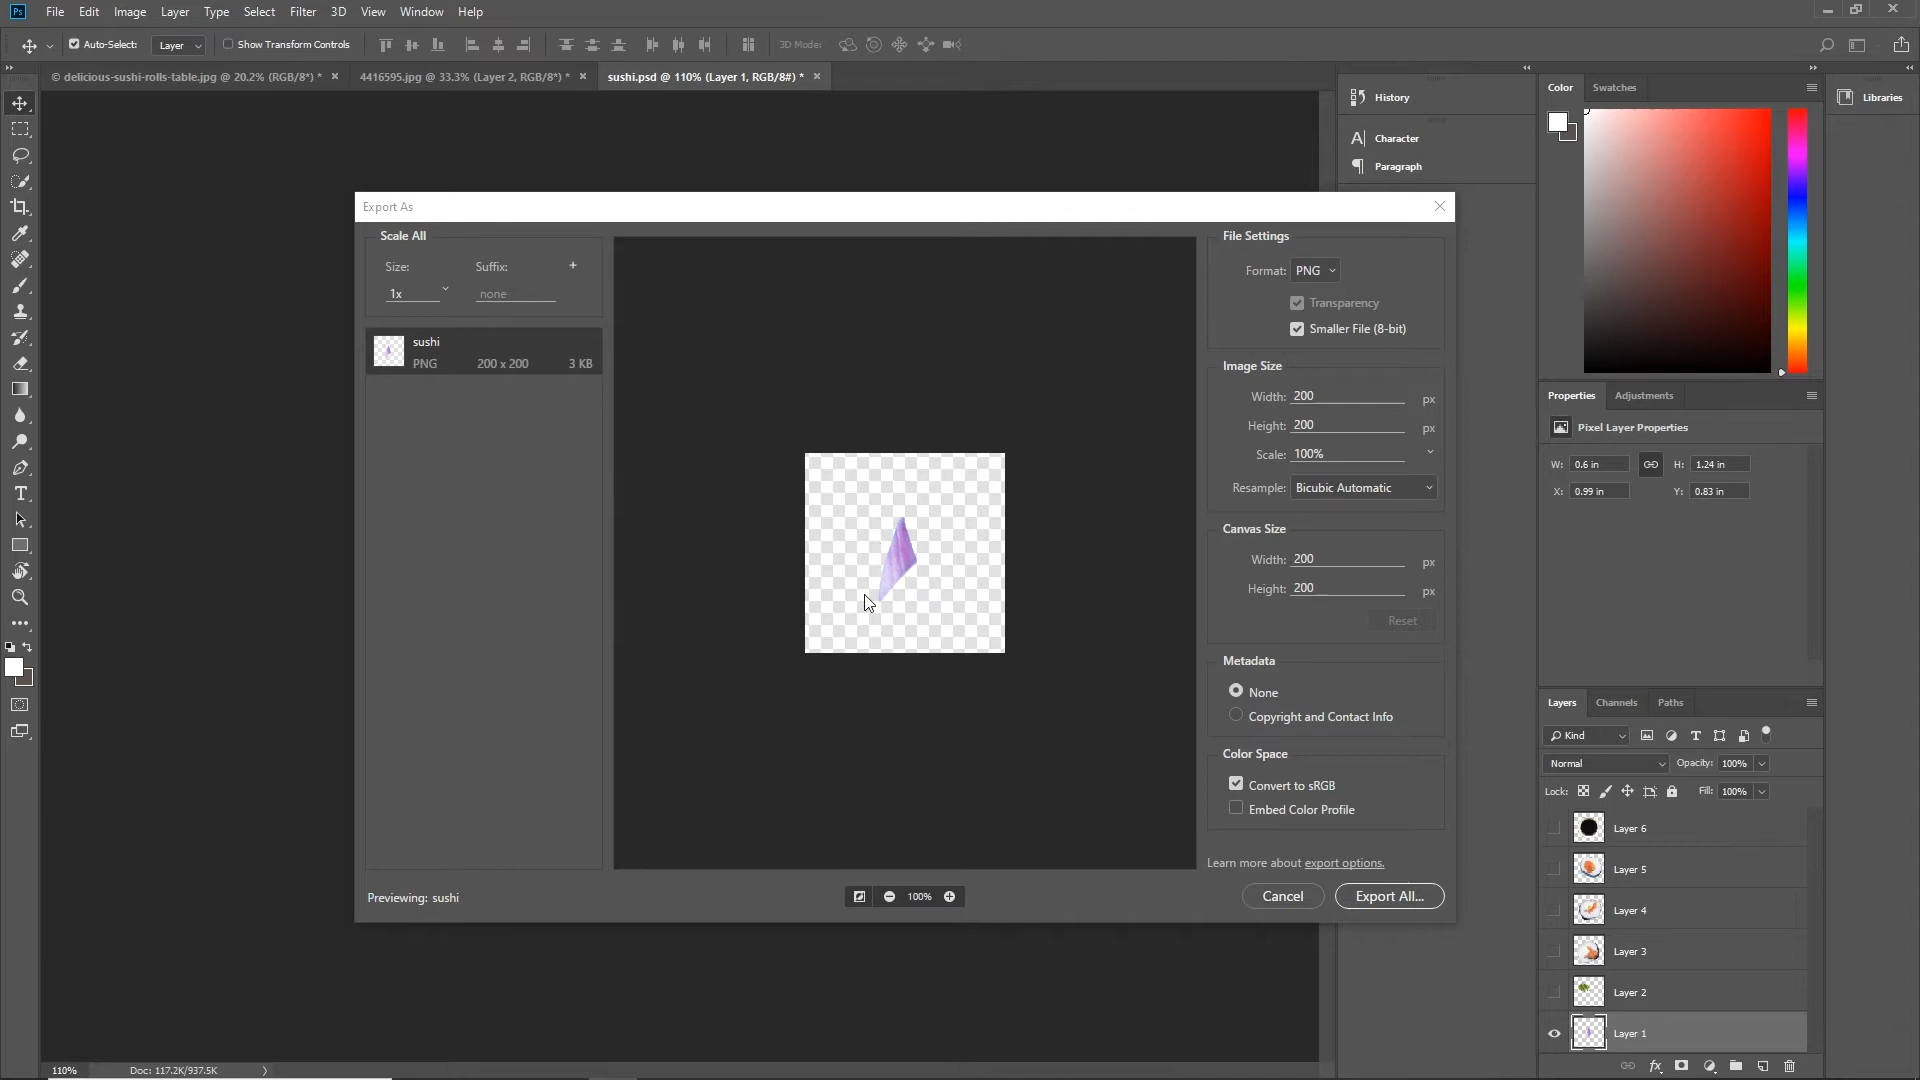 Ps File Edit Image Layer Type Select Filter 3D View Window Help
Auto-Select: Layer Show Transform Controls 3D Mode:
© delicious-sushi-rolls-table.jpg @ 20.2% (RGB/8*) * 4416595.jpg @ 33.3% (Layer 2, RGB/8*) * sushi.psd @ 110% (Layer 1, RGB/8#) *
History
Character
Paragraph
Color Swatches
Libraries
Export As
Scale All
Size: Suffix:
1x none
sushi
PNG 200 x 200 3 KB
File Settings
Format: PNG
Transparency
Smaller File (8-bit)
Image Size
Width: 200 px
Height: 200 px
Scale: 100%
Resample: Bicubic Automatic
Canvas Size
Width: 200 px
Height: 200 px
Reset
Metadata
None
Copyright and Contact Info
Color Space
Convert to sRGB
Embed Color Profile
Learn more about export options.
Previewing: sushi
100%
Cancel Export All...
Properties Adjustments
Pixel Layer Properties
W: 0.6 in H: 1.24 in
X: 0.99 in Y: 0.83 in
Layers Channels Paths
Kind
Normal Opacity: 100%
Lock: Fill: 100%
Layer 6
Layer 5
Layer 4
Layer 3
Layer 2
Layer 1
fx
110% Doc: 117.2K/937.5K